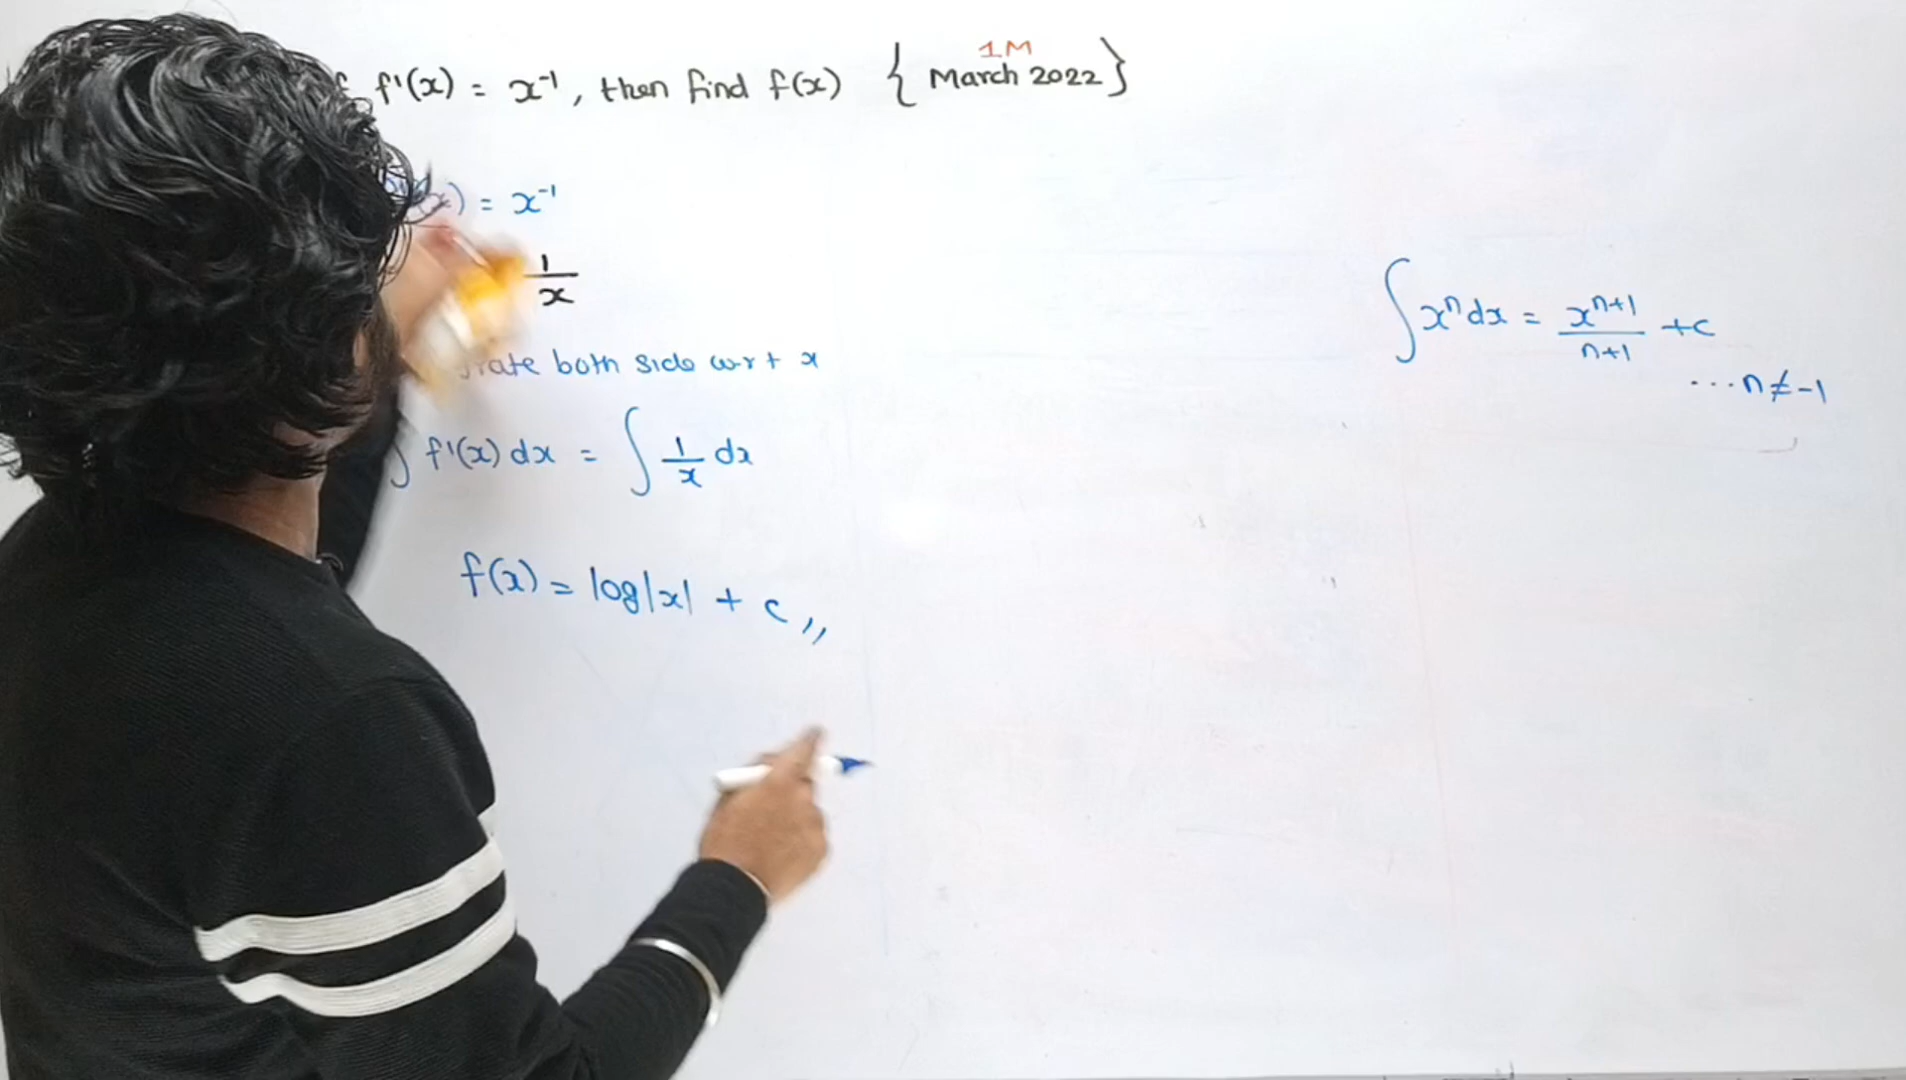 f'(x) = x⁻¹, then find f(x) { 1M
March 2022 }
(x) = x⁻¹
1/x
rate both side w.r.t x
∫ f'(x) dx = ∫ 1/x dx
f(x) = log|x| + c,,
∫ xⁿ dx = xⁿ⁺¹/n+1 + c
...n ≠ -1